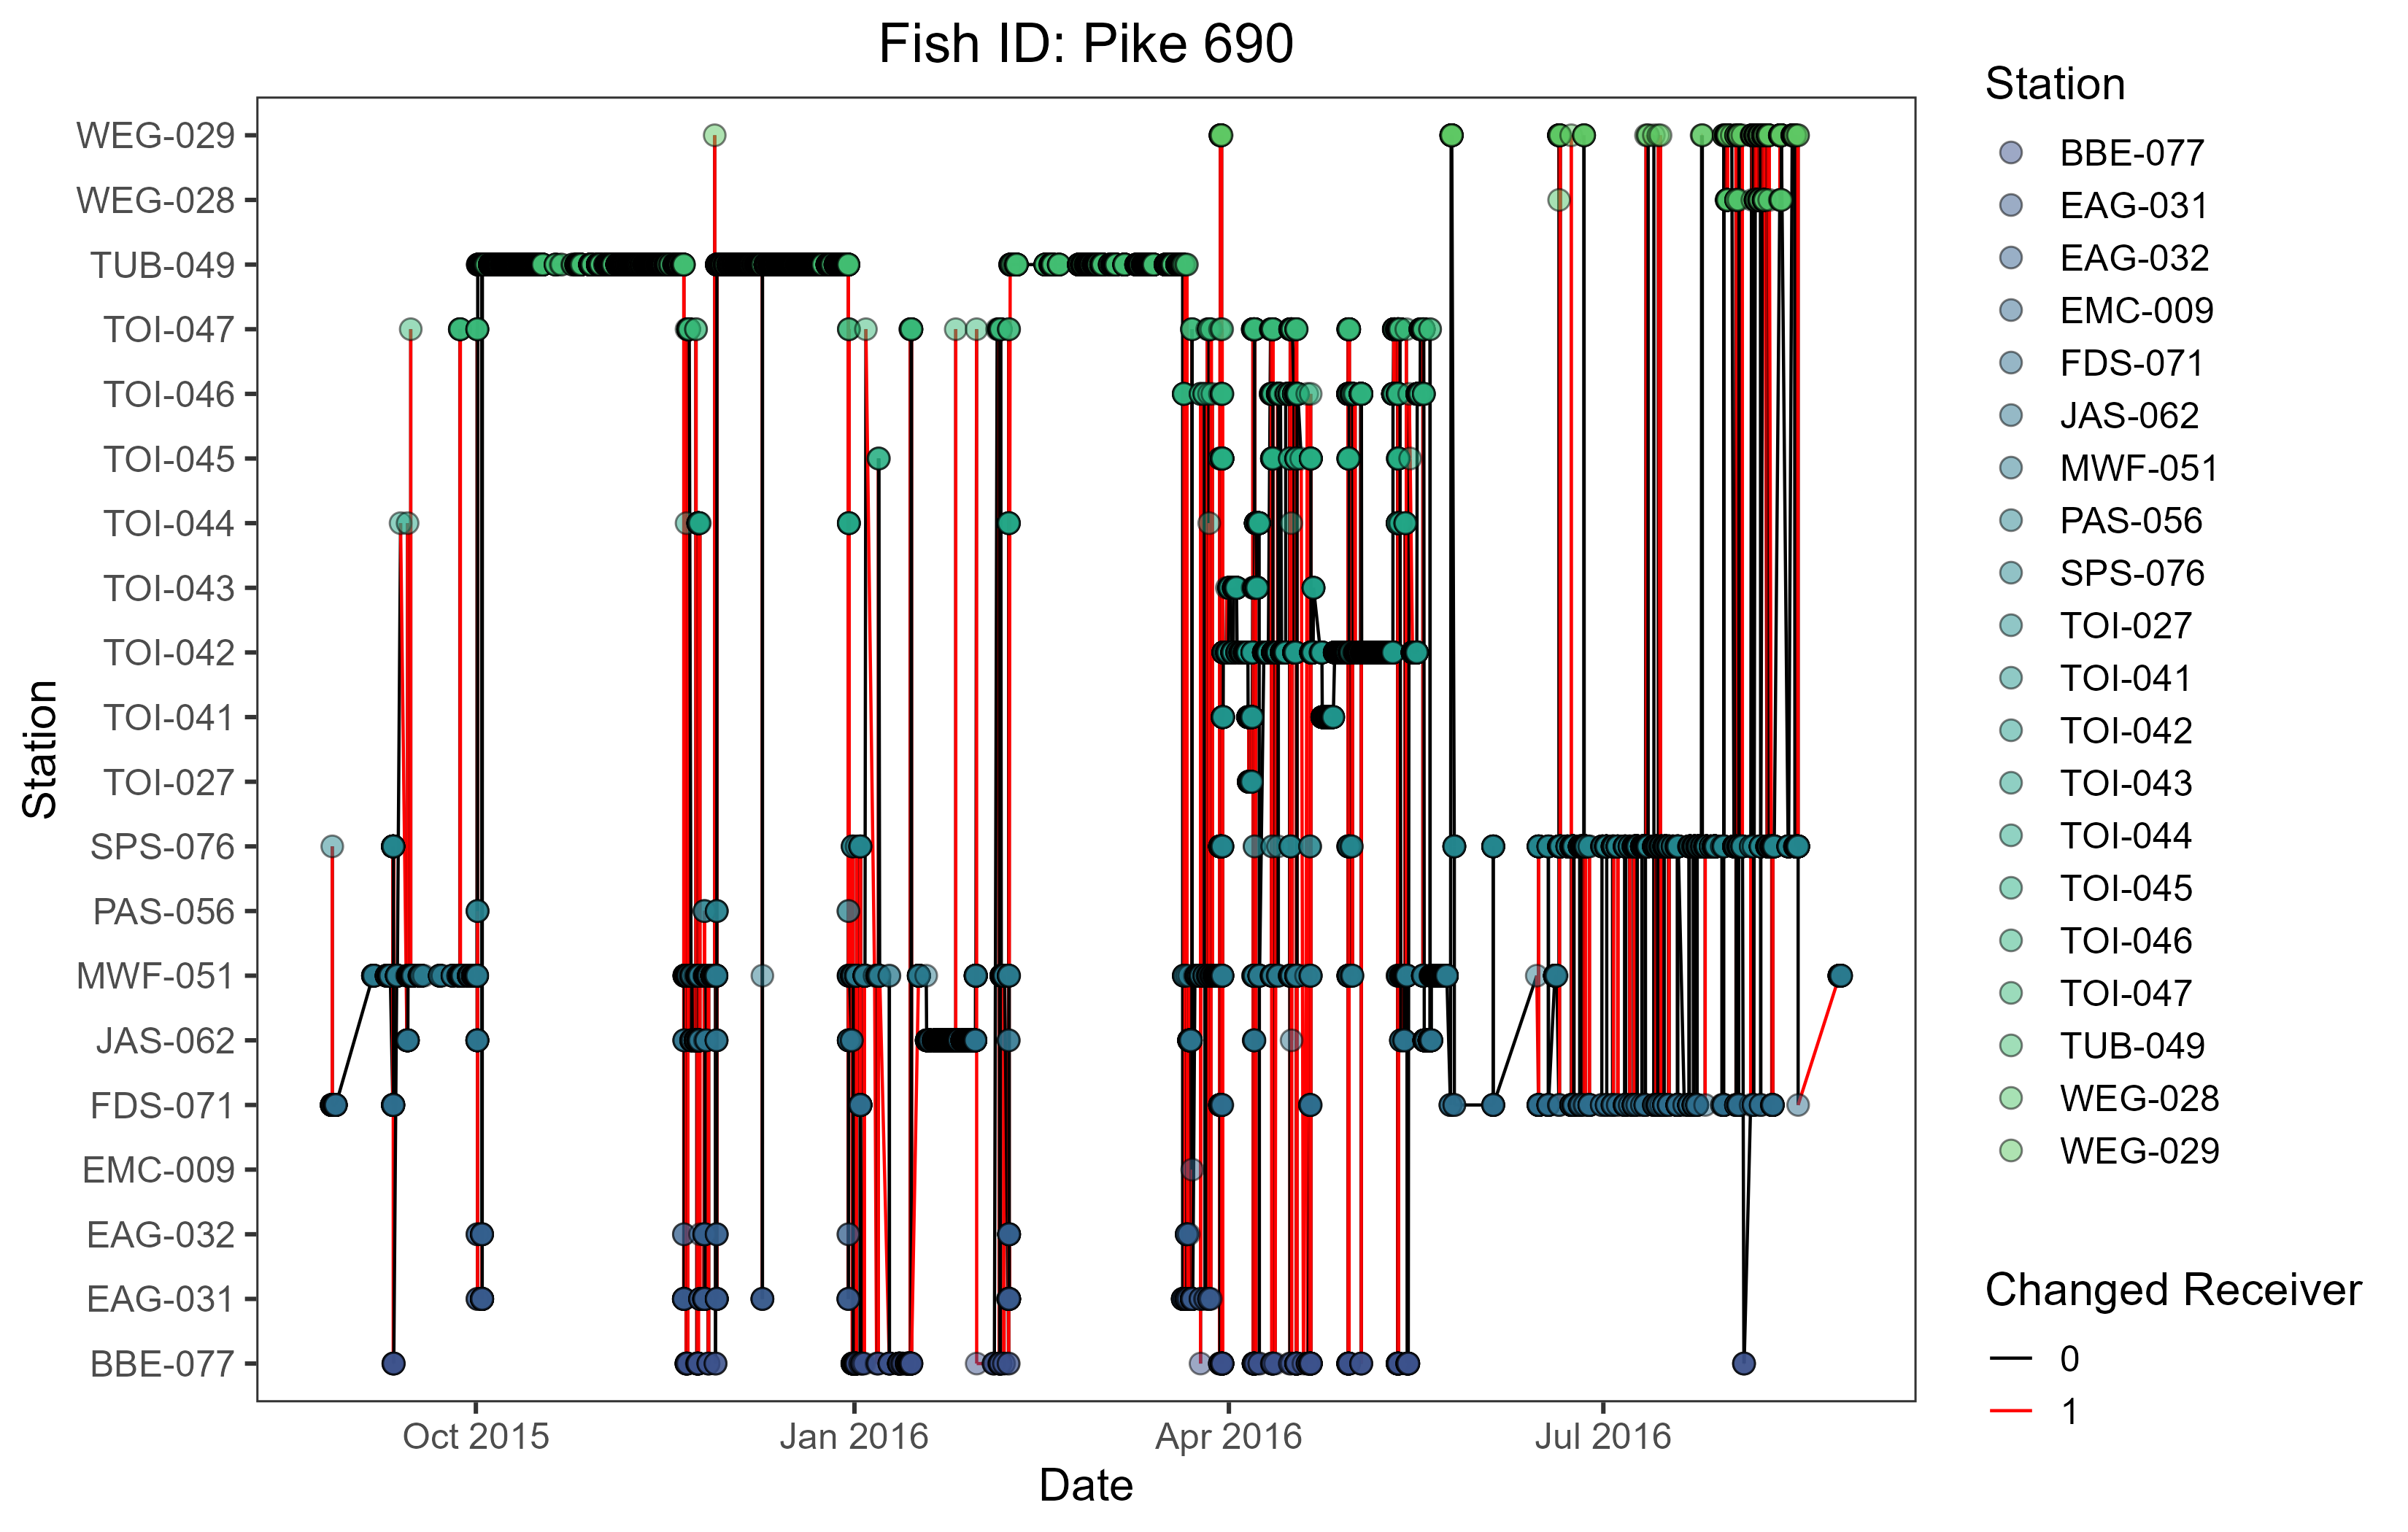 Fish ID: Pike 690
Station
WEG-029
WEG-028
TUB-049
TOI-047
TOI-046
TOI-045
TOI-044
TOI-043
TOI-042
TOI-041
TOI-027
SPS-076
PAS-056
MWF-051
JAS-062
FDS-071
EMC-009
EAG-032
EAG-031
BBE-077
Oct 2015
Jan 2016
Apr 2016
Jul 2016
Date
Station
BBE-077
EAG-031
EAG-032
EMC-009
FDS-071
JAS-062
MWF-051
PAS-056
SPS-076
TOI-027
TOI-041
TOI-042
TOI-043
TOI-044
TOI-045
TOI-046
TOI-047
TUB-049
WEG-028
WEG-029
Changed Receiver
0
1